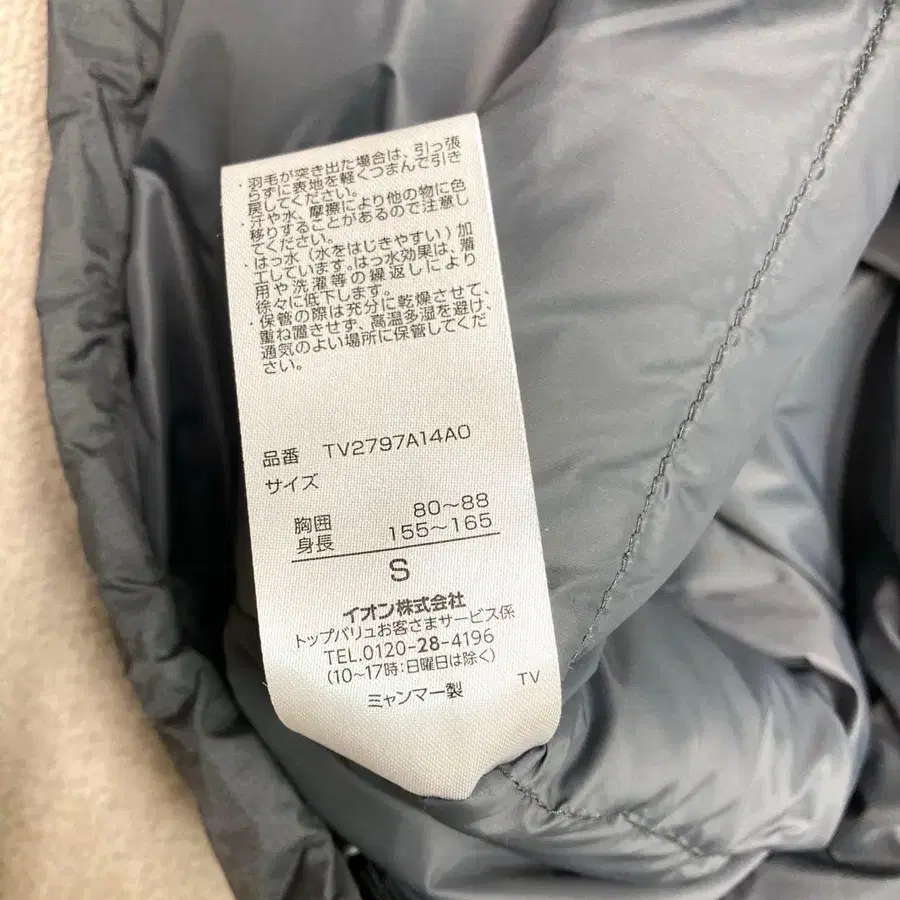 ・羽毛が突き出た場合は、引っ張
らずに表地を軽くつまんで引き
戻してください。
・汗や水、摩擦により他の物に色
移りすることがあるので注意し
てください。
・はっ水（水をはじきやすい）加
工しています。はっ水効果は、着
用や洗濯等の繰返しにより
徐々に低下します。
・保管の際は充分に乾燥させて、
重ね置きせず、高温多湿を避け、
通気のよい場所に保管してくだ
さい。
品番 TV2797A14A0
サイズ
胸囲 80〜88
身長 155〜165
S
イオン株式会社
トップバリュお客さまサービス係
TEL.0120-28-4196
(10〜17時:日曜日は除く)
ミャンマー製 TV